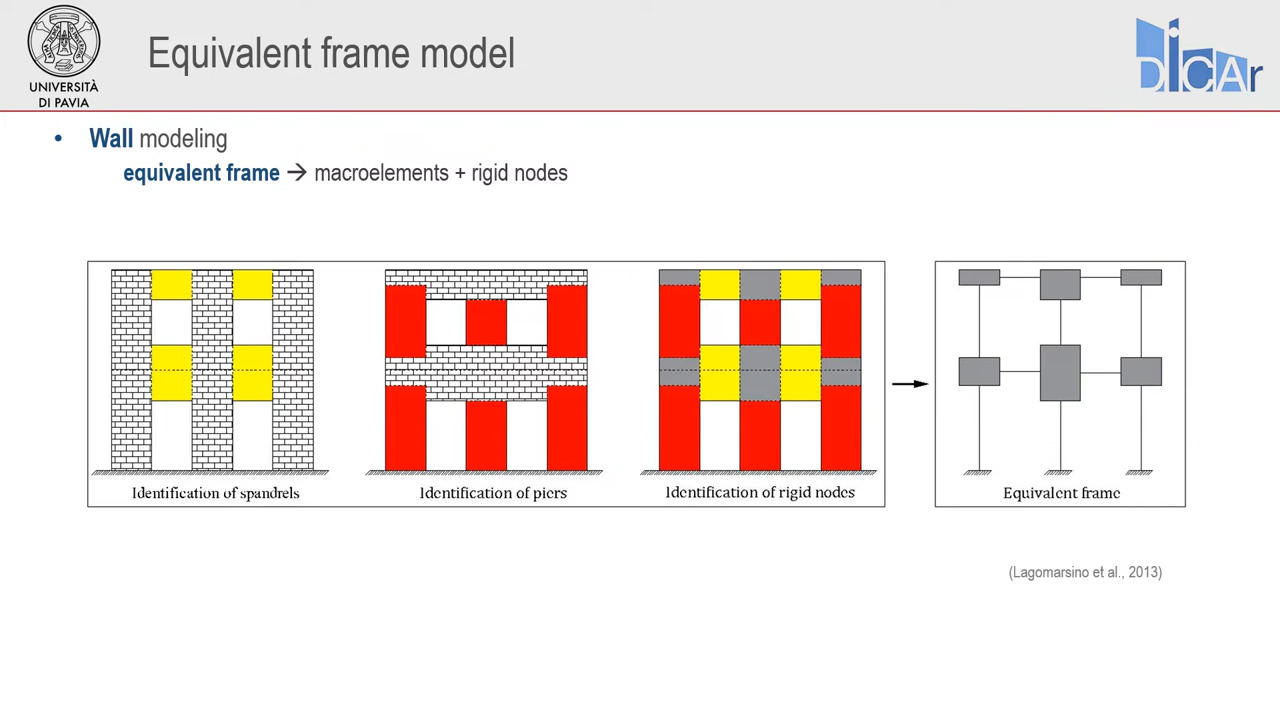 UNIVERSITÀ
DI PAVIA
Equivalent frame model
DICAr
• Wall modeling
equivalent frame → macroelements + rigid nodes
Identification of spandrels
Identification of piers
Identification of rigid nodes
Equivalent frame
(Lagomarsino et al., 2013)